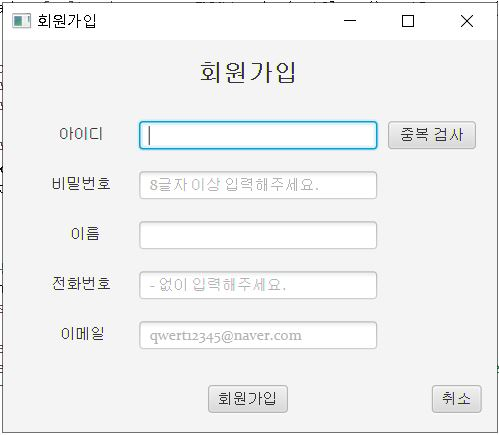 회원가입
회원가입
아이디 중복 검사
비밀번호 8글자 이상 입력해주세요.
이름
전화번호 - 없이 입력해주세요.
이메일 qwert12345@naver.com
회원가입 취소